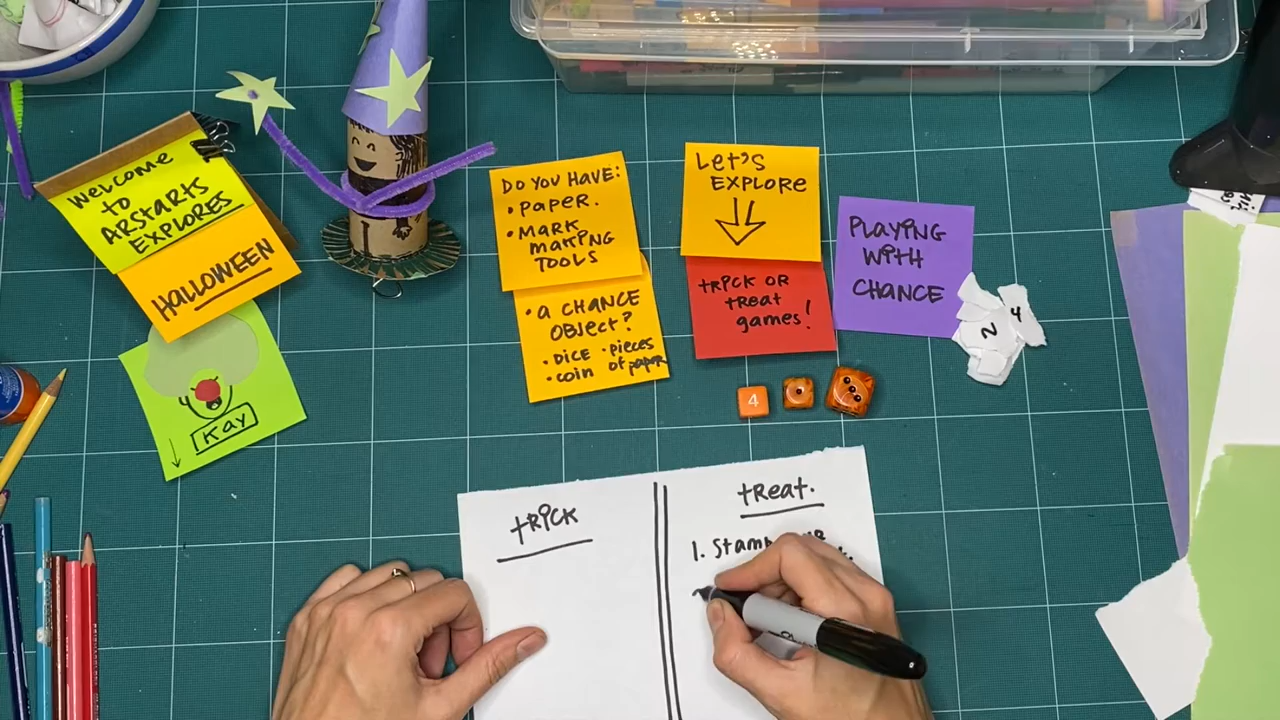 Welcome
to
ARSTARTS
EXPLORES
HALLOWEEN
Kay
DO YOU HAVE:
• PAPER.
• MARK
MAKING
TOOLS
• A CHANCE
OBJECT?
• DICE • PIECES
• COIN OF PAPER
LET'S
EXPLORE
TRICK OR
TREAT
games!
PLAYING
WITH
CHANCE
2 4
4
TRICK
TREAT.
1. Stamp